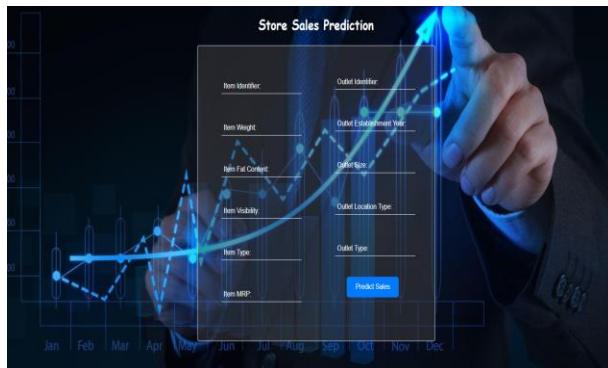 Store Sales Prediction
Item Identifier:
Item Weight:
Item Fat Content:
Item Visibility:
Item Type:
Item MRP:
Outlet Identifier:
Outlet Establishment Year:
Outlet Size:
Outlet Location Type:
Outlet Type:
Predict Sales
Jan Feb Mar Apr May Jun Jul Aug Sep Oct Nov Dec